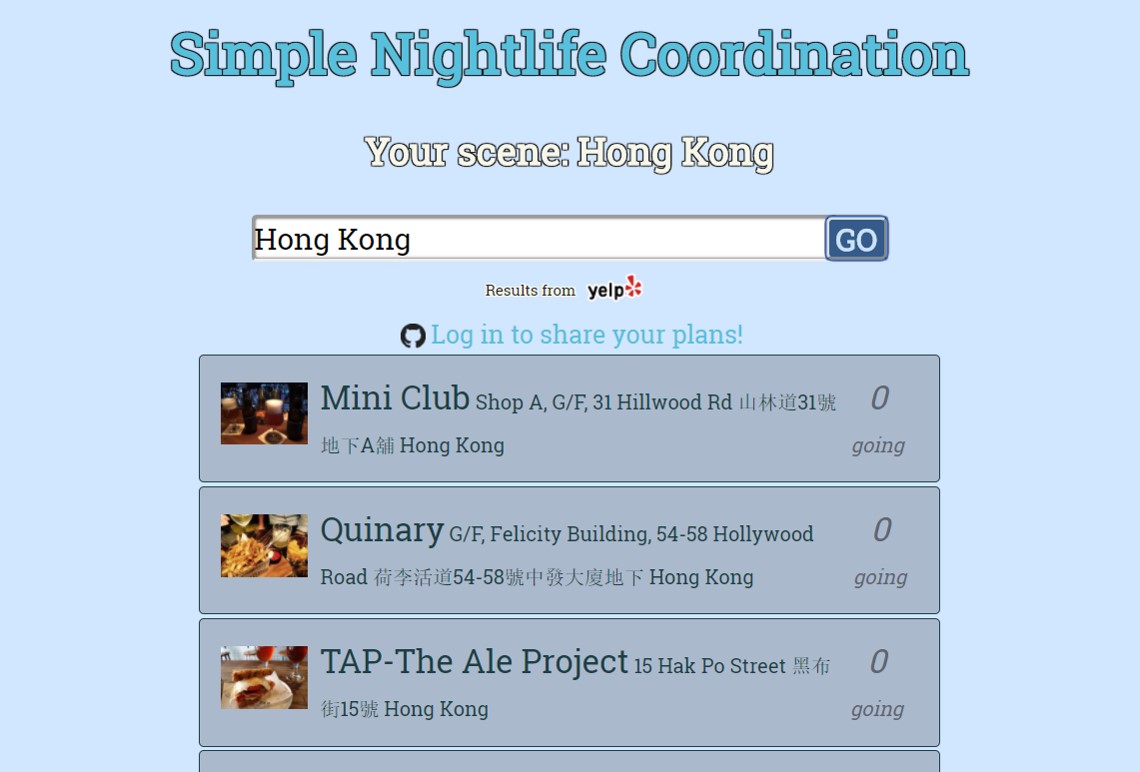 Simple Nightlife Coordination
Your scene: Hong Kong
Hong Kong GO
Results from yelp
Log in to share your plans!
Mini Club Shop A, G/F, 31 Hillwood Rd 山林道31號 0
地下A舖 Hong Kong going
Quinary G/F, Felicity Building, 54-58 Hollywood 0
Road 荷李活道54-58號中發大廈地下 Hong Kong going
TAP-The Ale Project 15 Hak Po Street 黑布 0
街15號 Hong Kong going